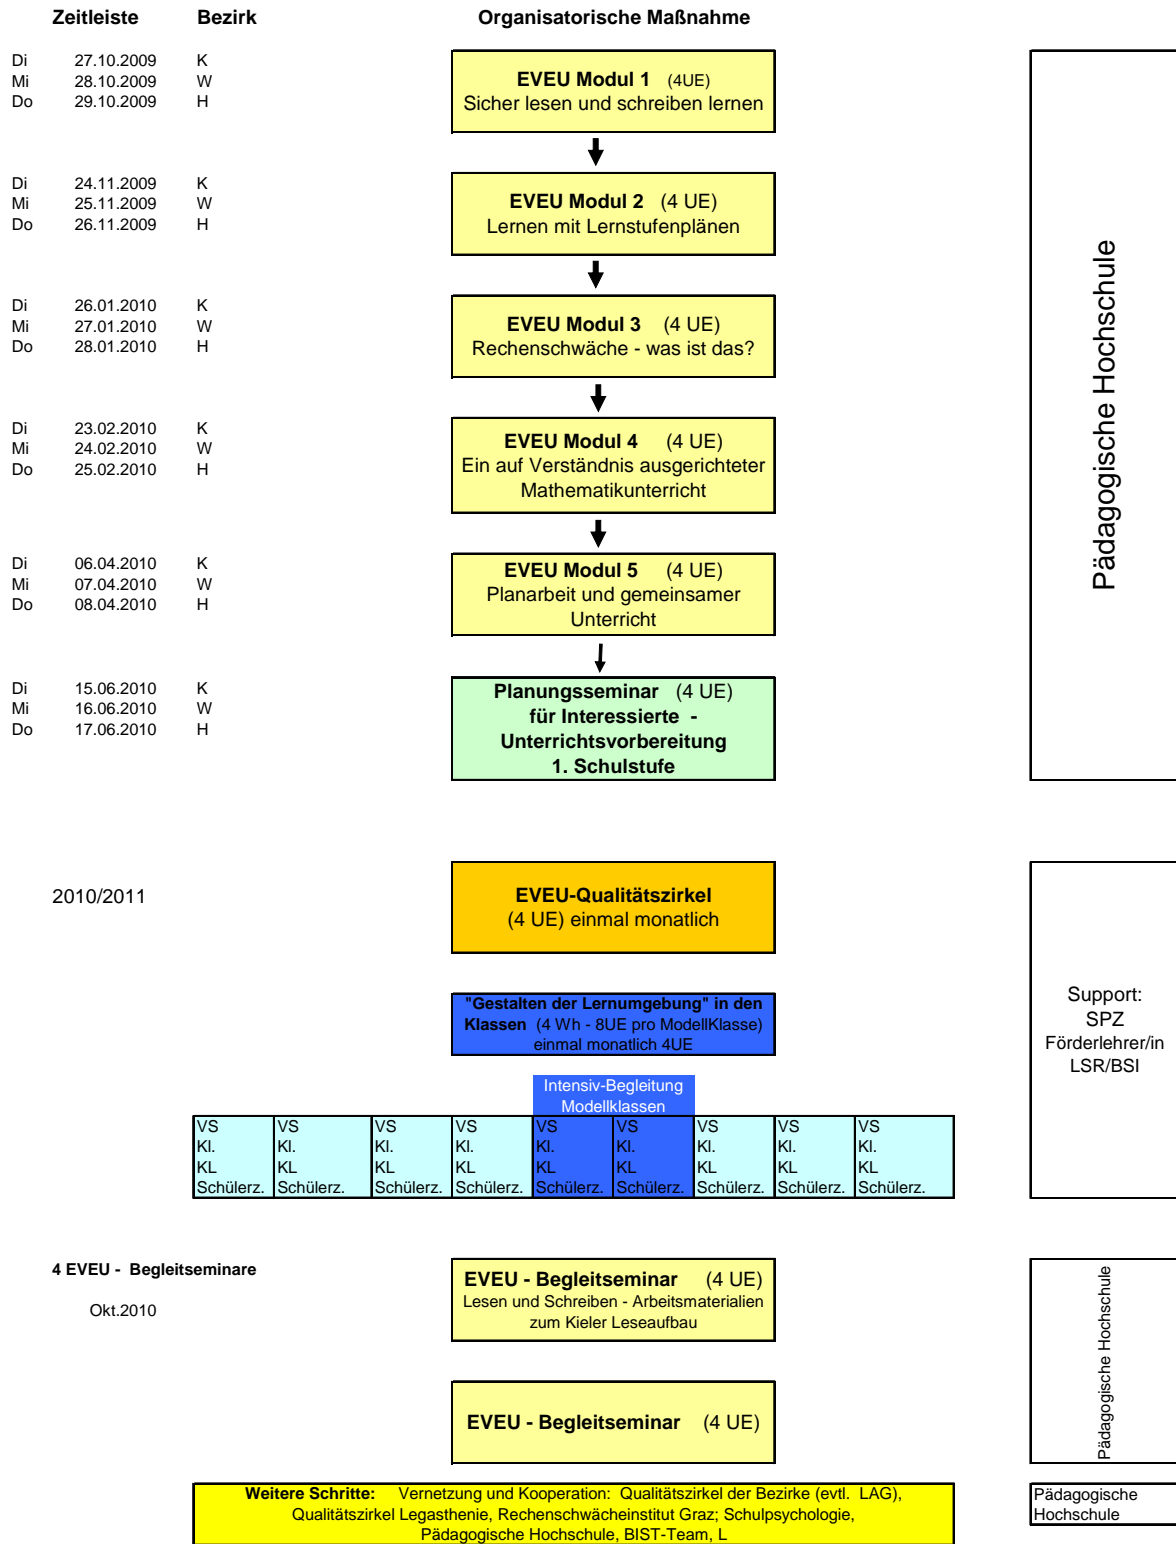 Zeitleiste Bezirk Organisatorische Maßnahme
Di 27.10.2009 K
Mi 28.10.2009 W
Do 29.10.2009 H
EVEU Modul 1 (4UE)
Sicher lesen und schreiben lernen
Di 24.11.2009 K
Mi 25.11.2009 W
Do 26.11.2009 H
EVEU Modul 2 (4 UE)
Lernen mit Lernstufenplänen
Di 26.01.2010 K
Mi 27.01.2010 W
Do 28.01.2010 H
EVEU Modul 3 (4 UE)
Rechenschwäche - was ist das?
Di 23.02.2010 K
Mi 24.02.2010 W
Do 25.02.2010 H
EVEU Modul 4 (4 UE)
Ein auf Verständnis ausgerichteter
Mathematikunterricht
Di 06.04.2010 K
Mi 07.04.2010 W
Do 08.04.2010 H
EVEU Modul 5 (4 UE)
Planarbeit und gemeinsamer
Unterricht
Di 15.06.2010 K
Mi 16.06.2010 W
Do 17.06.2010 H
Planungsseminar (4 UE)
für Interessierte -
Unterrichtsvorbereitung
1. Schulstufe
Pädagogische Hochschule
2010/2011
EVEU-Qualitätszirkel
(4 UE) einmal monatlich
"Gestalten der Lernumgebung" in den
Klassen (4 Wh - 8UE pro ModellKlasse)
einmal monatlich 4UE
Intensiv-Begleitung
Modellklassen
VS VS VS VS VS VS VS VS VS
Kl. Kl. Kl. Kl. Kl. Kl. Kl. Kl. Kl.
KL KL KL KL KL KL KL KL KL
Schülerz. Schülerz. Schülerz. Schülerz. Schülerz. Schülerz. Schülerz. Schülerz. Schülerz.
Support:
SPZ
Förderlehrer/in
LSR/BSI
4 EVEU - Begleitseminare
Okt.2010
EVEU - Begleitseminar (4 UE)
Lesen und Schreiben - Arbeitsmaterialien
zum Kieler Leseaufbau
EVEU - Begleitseminar (4 UE)
Pädagogische Hochschule
Weitere Schritte: Vernetzung und Kooperation: Qualitätszirkel der Bezirke (evtl. LAG),
Qualitätszirkel Legasthenie, Rechenschwächeinstitut Graz; Schulpsychologie,
Pädagogische Hochschule, BIST-Team, L
Pädagogische
Hochschule